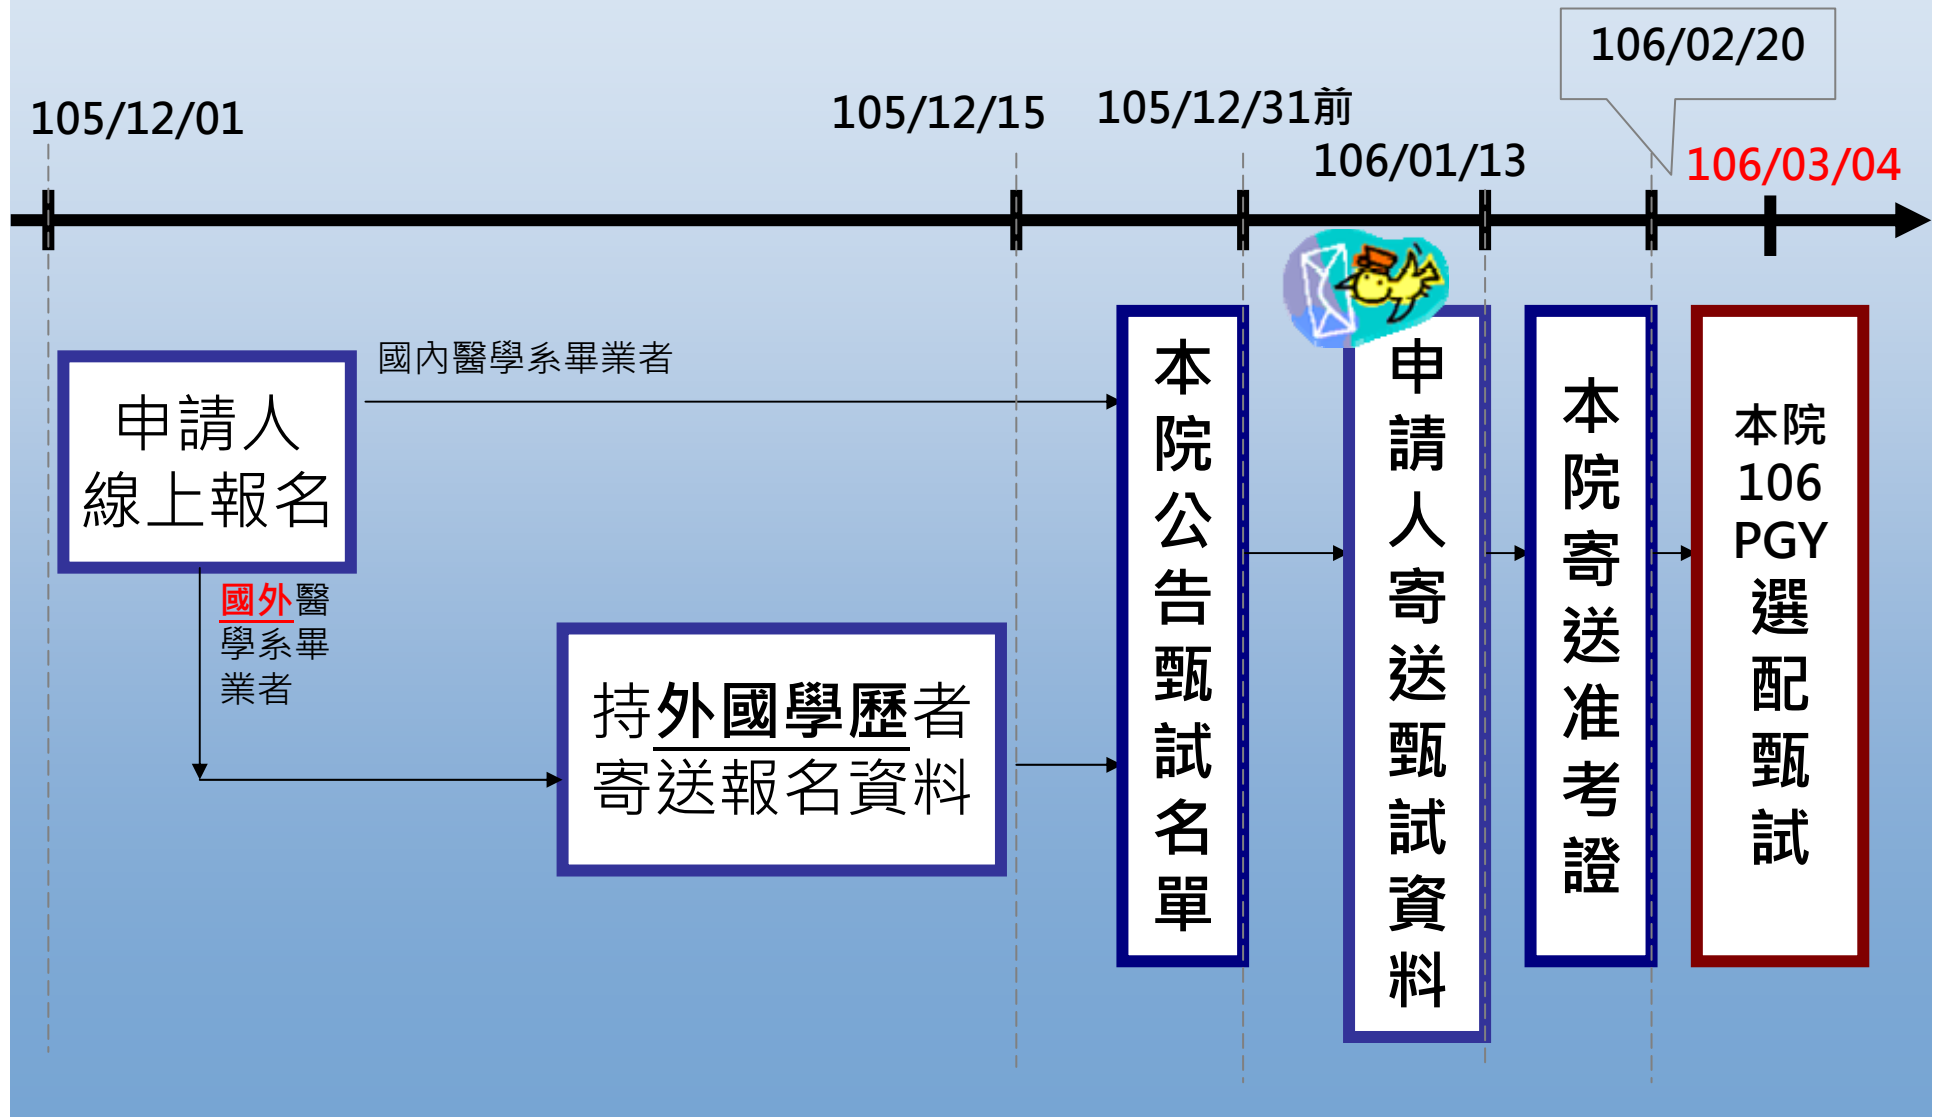 106/02/20
105/12/01
105/12/15
105/12/31前
106/01/13
106/03/04
申請人
線上報名
國內醫學系畢業者
國外醫
學系畢
業者
持外國學歷者
寄送報名資料
本院公告甄試名單
申請人寄送甄試資料
本院寄送准考證
本院
106
PGY
選
配
甄
試